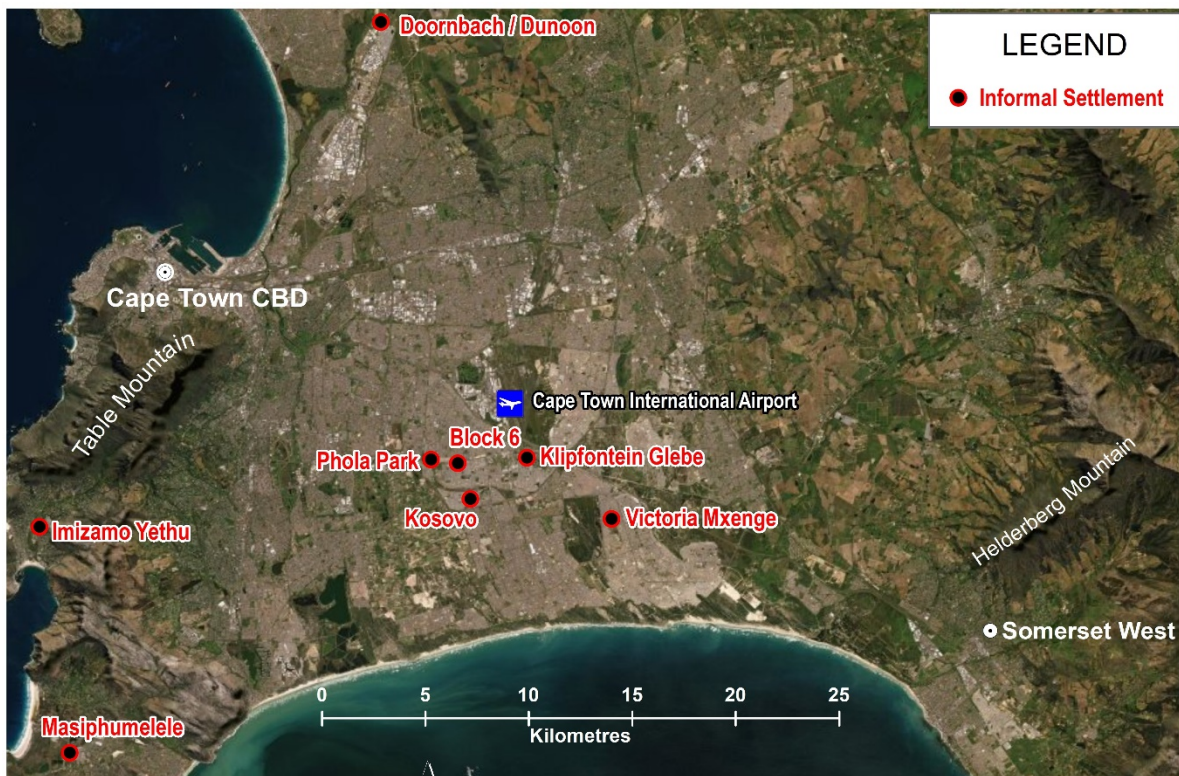 Doornbach / Dunoon
LEGEND
Informal Settlement
Cape Town CBD
Table Mountain
Cape Town International Airport
Block 6
Phola Park
Klipfontein Glebe
Kosovo
Victoria Mxenge
Imizamo Yethu
Helderberg Mountain
Somerset West
0 5 10 15 20 25
Kilometres
Masiphumelele